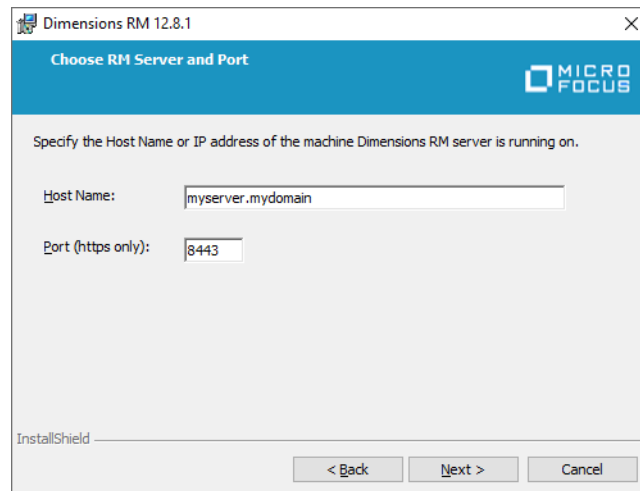 Dimensions RM 12.8.1
Choose RM Server and Port
MICRO
FOCUS
Specify the Host Name or IP address of the machine Dimensions RM server is running on.
Host Name:
myserver.mydomain
Port (https only):
8443
InstallShield
< Back
Next >
Cancel